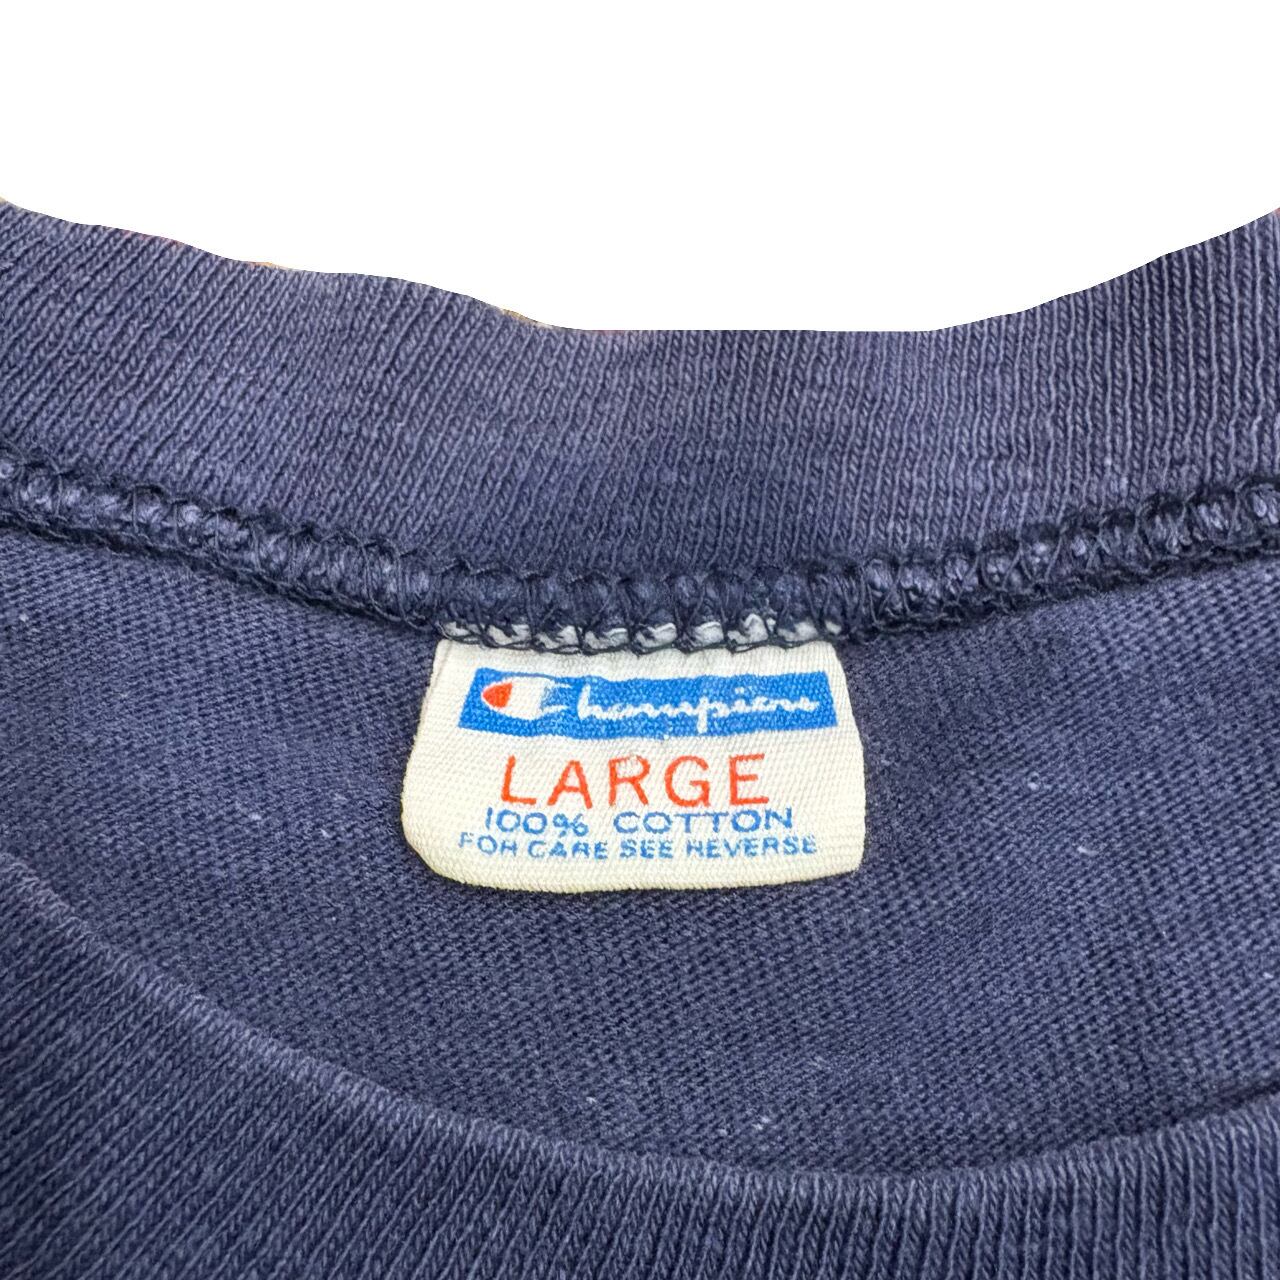 Champion
LARGE
100% COTTON
FOR CARE SEE REVERSE